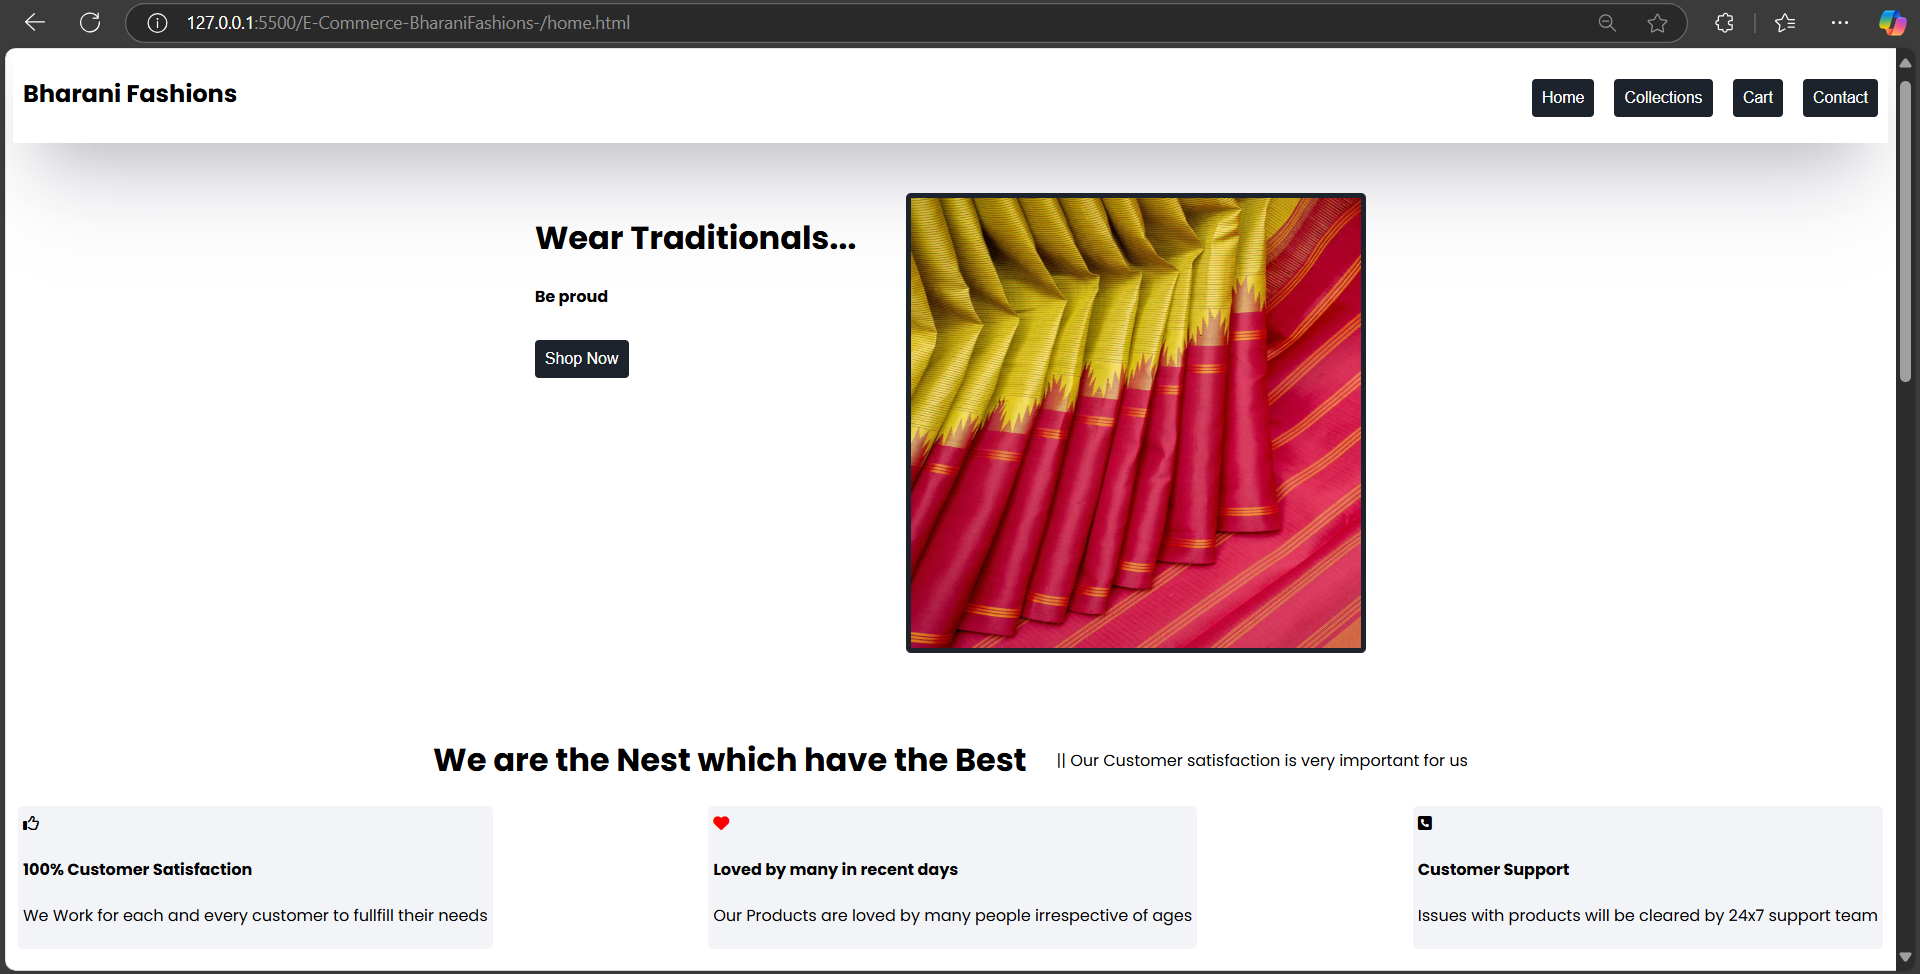 127.0.0.1:5500/E-Commerce-BharaniFashions-/home.html
Bharani Fashions
Home Collections Cart Contact
Wear Traditionals...
Be proud
Shop Now
We are the Nest which have the Best
|| Our Customer satisfaction is very important for us
100% Customer Satisfaction
We Work for each and every customer to fullfill their needs
Loved by many in recent days
Our Products are loved by many people irrespective of ages
Customer Support
Issues with products will be cleared by 24x7 support team